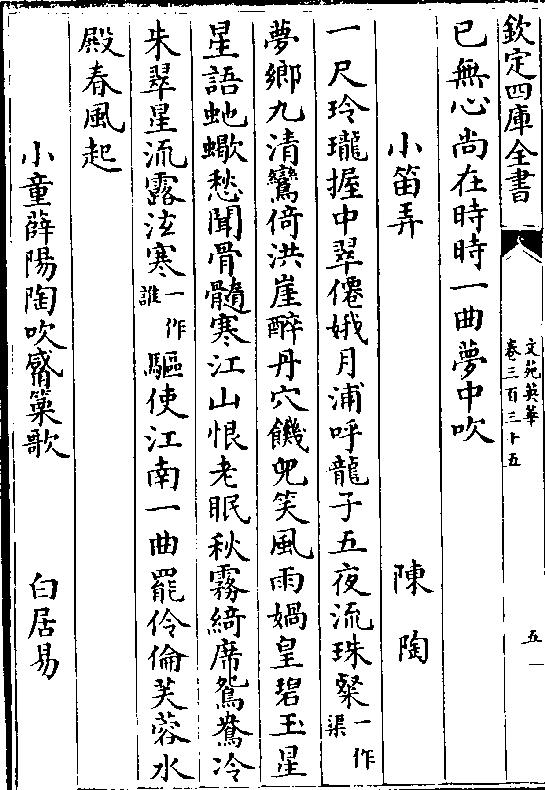 欽定四庫全書
文苑英華
卷三百三十五
五
已無心尚在時時一曲夢中吹
小笛弄 陳陶
一尺玲瓏握中翠僊娥月浦呼龍子五夜流珠粲一作渠
夢鄉九清鸞倚洪崖醉丹穴饑兒笑風雨媧皇碧玉星
星語虵蠍愁聞骨髓寒江山恨老眠秋霧綺席鴛鴦冷
朱翠星流露泫寒一作誰驅使江南一曲罷伶倫芙蓉水
殿春風起
小童薛陽陶吹觱篥歌 白居易